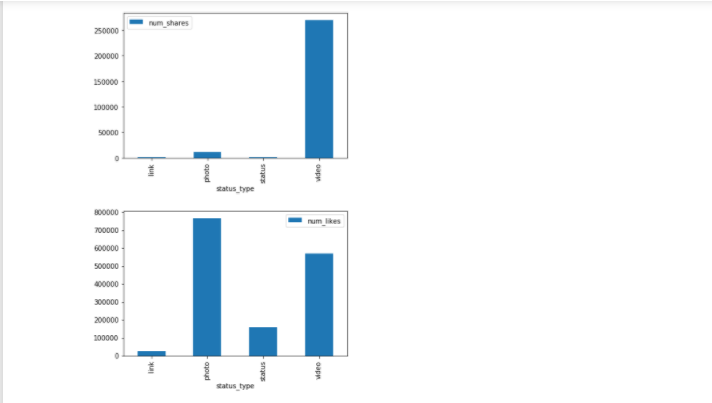 num_shares
250000
200000
150000
100000
50000
0
link photo status video
status_type
num_likes
800000
700000
600000
500000
400000
300000
200000
100000
0
link photo status video
status_type